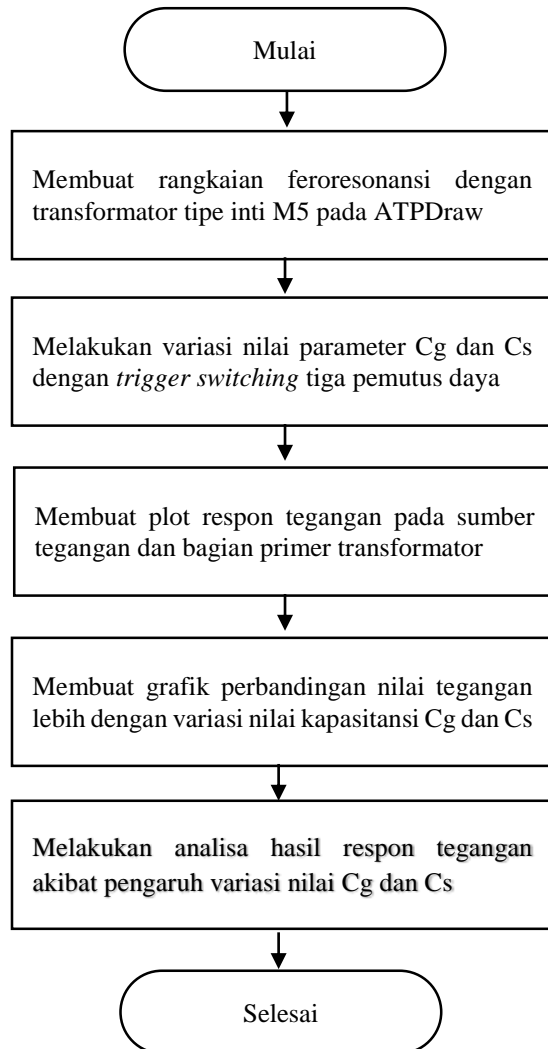 Mulai
Membuat rangkaian feroresonansi dengan
transformator tipe inti M5 pada ATPDraw
Melakukan variasi nilai parameter Cg dan Cs
dengan trigger switching tiga pemutus daya
Membuat plot respon tegangan pada sumber
tegangan dan bagian primer transformator
Membuat grafik perbandingan nilai tegangan
lebih dengan variasi nilai kapasitansi Cg dan Cs
Melakukan analisa hasil respon tegangan
akibat pengaruh variasi nilai Cg dan Cs
Selesai